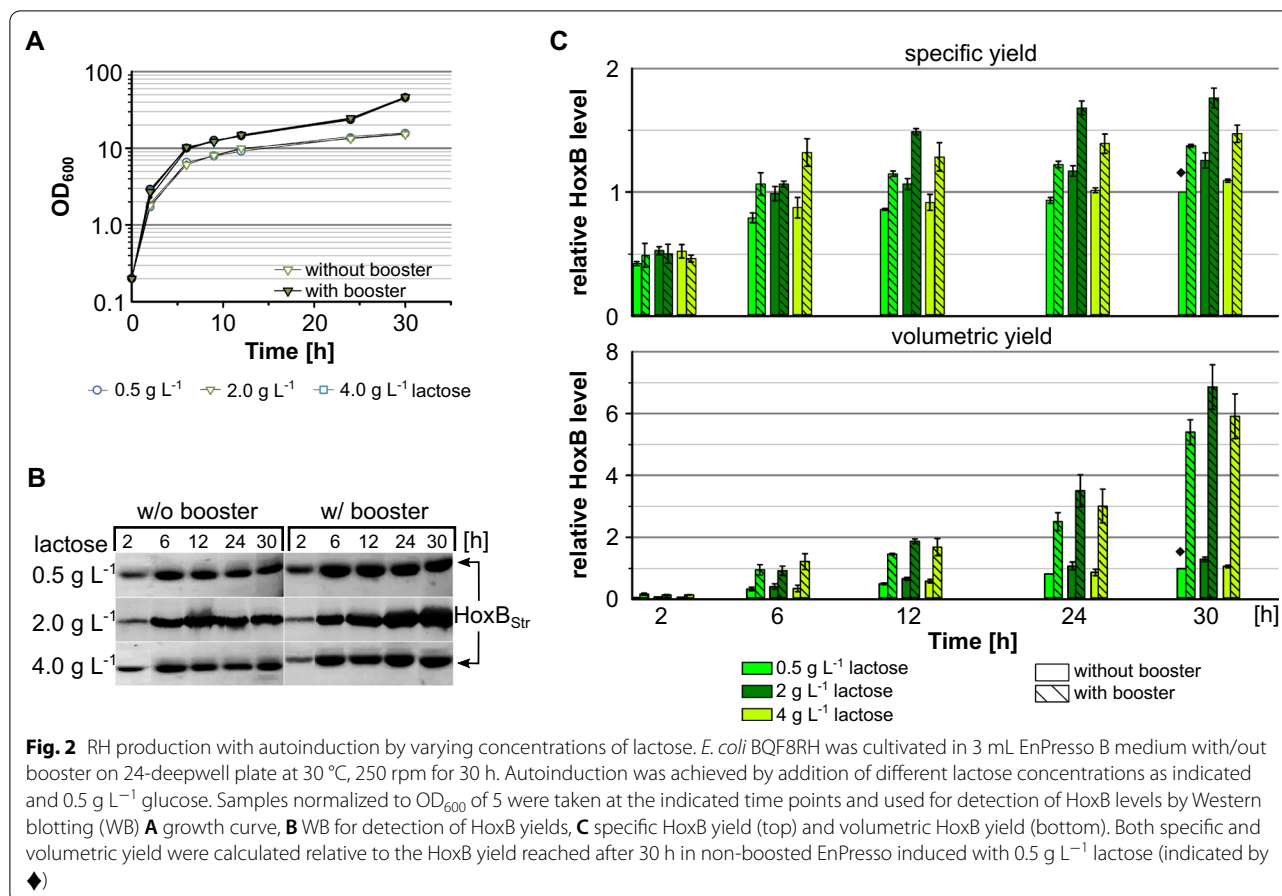 A
100
10
1.0
0.1
OD600
without booster
with booster
0 10 20 30
Time [h]
0.5 g L-1 2.0 g L-1 4.0 g L-1 lactose
B
w/o booster w/ booster
lactose 2 6 12 24 30 2 6 12 24 30 [h]
0.5 g L-1
2.0 g L-1 HoxBStr
4.0 g L-1
C
specific yield
2
1
0
relative HoxB level
volumetric yield
8
6
4
2
0
relative HoxB level
2 6 12 24 30 [h]
Time [h]
0.5 g L-1 lactose
2 g L-1 lactose
4 g L-1 lactose
without booster
with booster
Fig. 2 RH production with autoinduction by varying concentrations of lactose. E. coli BQF8RH was cultivated in 3 mL EnPresso B medium with/out
booster on 24-deepwell plate at 30 °C, 250 rpm for 30 h. Autoinduction was achieved by addition of different lactose concentrations as indicated
and 0.5 g L−1 glucose. Samples normalized to OD600 of 5 were taken at the indicated time points and used for detection of HoxB levels by Western
blotting (WB) A growth curve, B WB for detection of HoxB yields, C specific HoxB yield (top) and volumetric HoxB yield (bottom). Both specific and
volumetric yield were calculated relative to the HoxB yield reached after 30 h in non-boosted EnPresso induced with 0.5 g L−1 lactose (indicated by
♦)